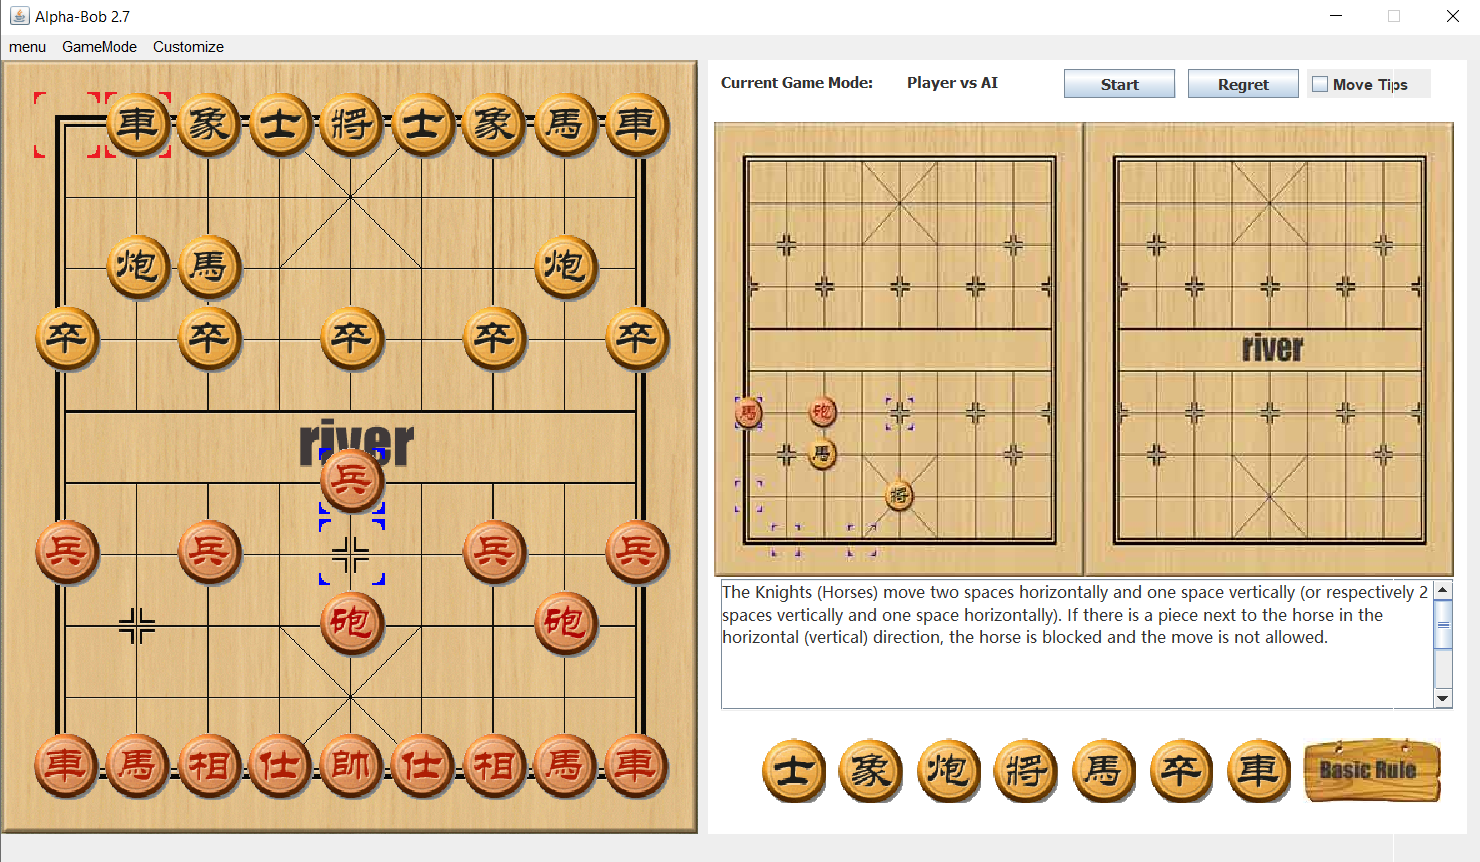 Alpha-Bob 2.7
menu GameMode Customize
Current Game Mode: Player vs AI Start Regret Move Tips
車 象 士 將 士 象 馬 車
炮 馬 炮
卒 卒 卒 卒 卒
river
兵
兵 兵 兵 兵
砲 砲
車 馬 相 仕 帥 仕 相 馬 車
馬 砲
馬
將
river
The Knights (Horses) move two spaces horizontally and one space vertically (or respectively 2
spaces vertically and one space horizontally). If there is a piece next to the horse in the
horizontal (vertical) direction, the horse is blocked and the move is not allowed.
士 象 炮 將 馬 卒 車 Basic Rule